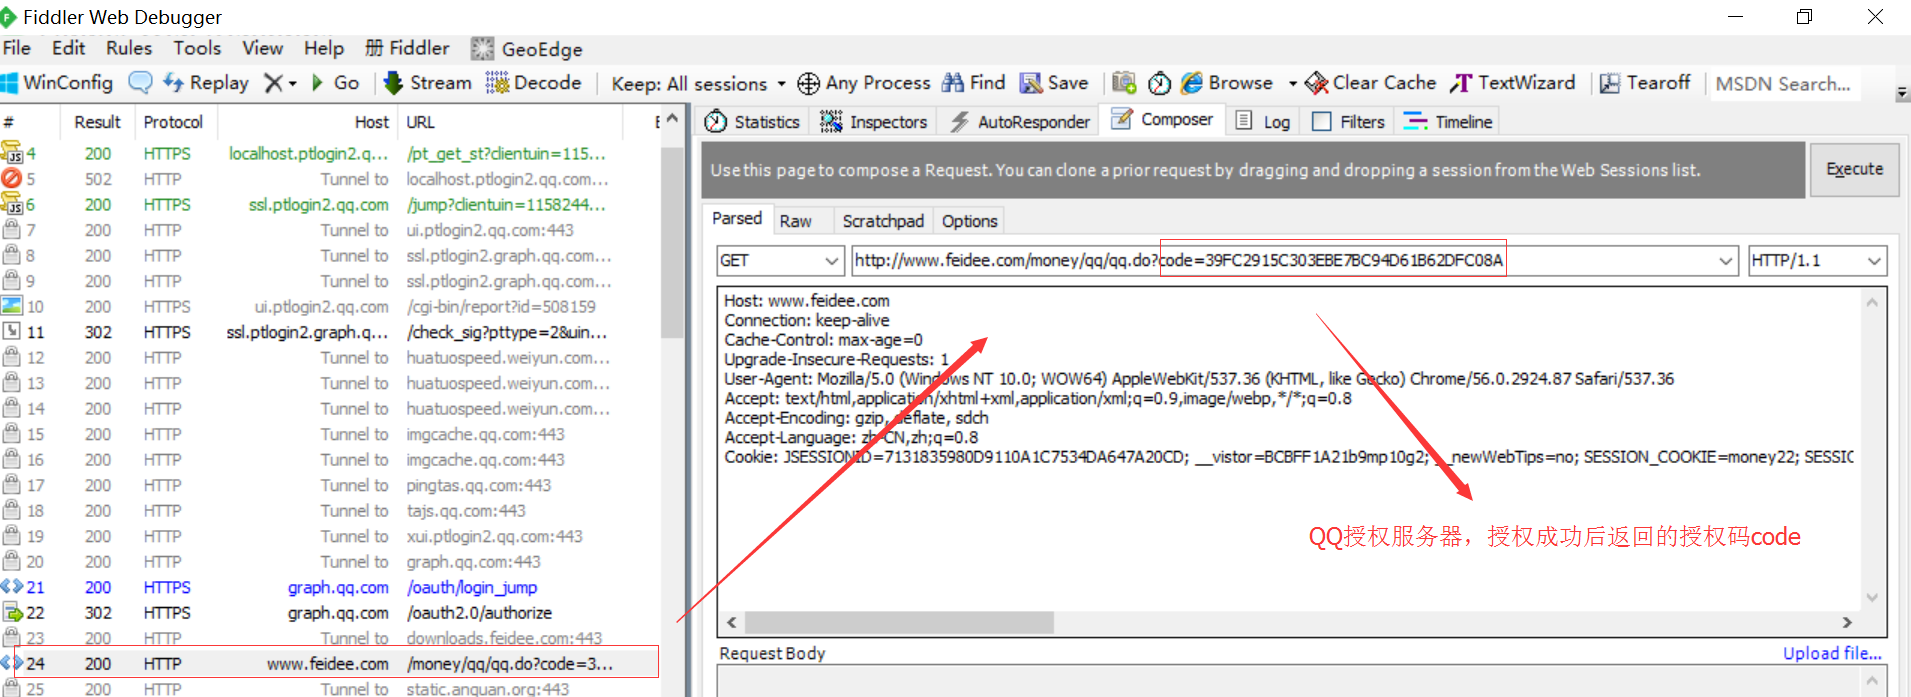 Fiddler Web Debugger
File Edit Rules Tools View Help 册 Fiddler GeoEdge
WinConfig Replay Go Stream Decode Keep: All sessions Any Process Find Save Browse Clear Cache TextWizard Tearoff MSDN Search...
# Result Protocol Host URL
4 200 HTTPS localhost.ptlogin2.q... /pt_get_st?clientuin=115...
5 502 HTTP Tunnel to localhost.ptlogin2.qq.com...
6 200 HTTPS ssl.ptlogin2.qq.com /jump?clientuin=1158244...
7 200 HTTP Tunnel to ui.ptlogin2.qq.com:443
8 200 HTTP Tunnel to ssl.ptlogin2.graph.qq.com...
9 200 HTTP Tunnel to ssl.ptlogin2.graph.qq.com...
10 200 HTTPS ui.ptlogin2.qq.com /cgi-bin/report?id=508159
11 302 HTTPS ssl.ptlogin2.graph.q... /check_sig?pttype=2&uin...
12 200 HTTP Tunnel to huatuospeed.weiyun.com...
13 200 HTTP Tunnel to huatuospeed.weiyun.com...
14 200 HTTP Tunnel to huatuospeed.weiyun.com...
15 200 HTTP Tunnel to imgcache.qq.com:443
16 200 HTTP Tunnel to imgcache.qq.com:443
17 200 HTTP Tunnel to pingtas.qq.com:443
18 200 HTTP Tunnel to tajs.qq.com:443
19 200 HTTP Tunnel to xui.ptlogin2.qq.com:443
20 200 HTTP Tunnel to graph.qq.com:443
21 200 HTTPS graph.qq.com /oauth/login_jump
22 302 HTTPS graph.qq.com /oauth2.0/authorize
23 200 HTTP Tunnel to downloads.feidee.com:443
24 200 HTTP www.feidee.com /money/qq/qq.do?code=3...
25 200 HTTP Tunnel to static.anquan.org:443
Statistics Inspectors AutoResponder Composer Log Filters Timeline
Use this page to compose a Request. You can clone a prior request by dragging and dropping a session from the Web Sessions list.
Execute
Parsed Raw Scratchpad Options
GET http://www.feidee.com/money/qq/qq.do?code=39FC2915C303EBE7BC94D61B62DFC08A HTTP/1.1
Host: www.feidee.com
Connection: keep-alive
Cache-Control: max-age=0
Upgrade-Insecure-Requests: 1
User-Agent: Mozilla/5.0 (Windows NT 10.0; WOW64) AppleWebKit/537.36 (KHTML, like Gecko) Chrome/56.0.2924.87 Safari/537.36
Accept: text/html,application/xhtml+xml,application/xml;q=0.9,image/webp,*/*;q=0.8
Accept-Encoding: gzip, deflate, sdch
Accept-Language: zh-CN,zh;q=0.8
Cookie: JSESSIONID=7131835980D9110A1C7534DA647A20CD; __vistor=BCBFF1A21b9mp10g2; __newWebTips=no; SESSION_COOKIE=money22; SESSIC
QQ授权服务器，授权成功后返回的授权码code
Request Body Upload file...